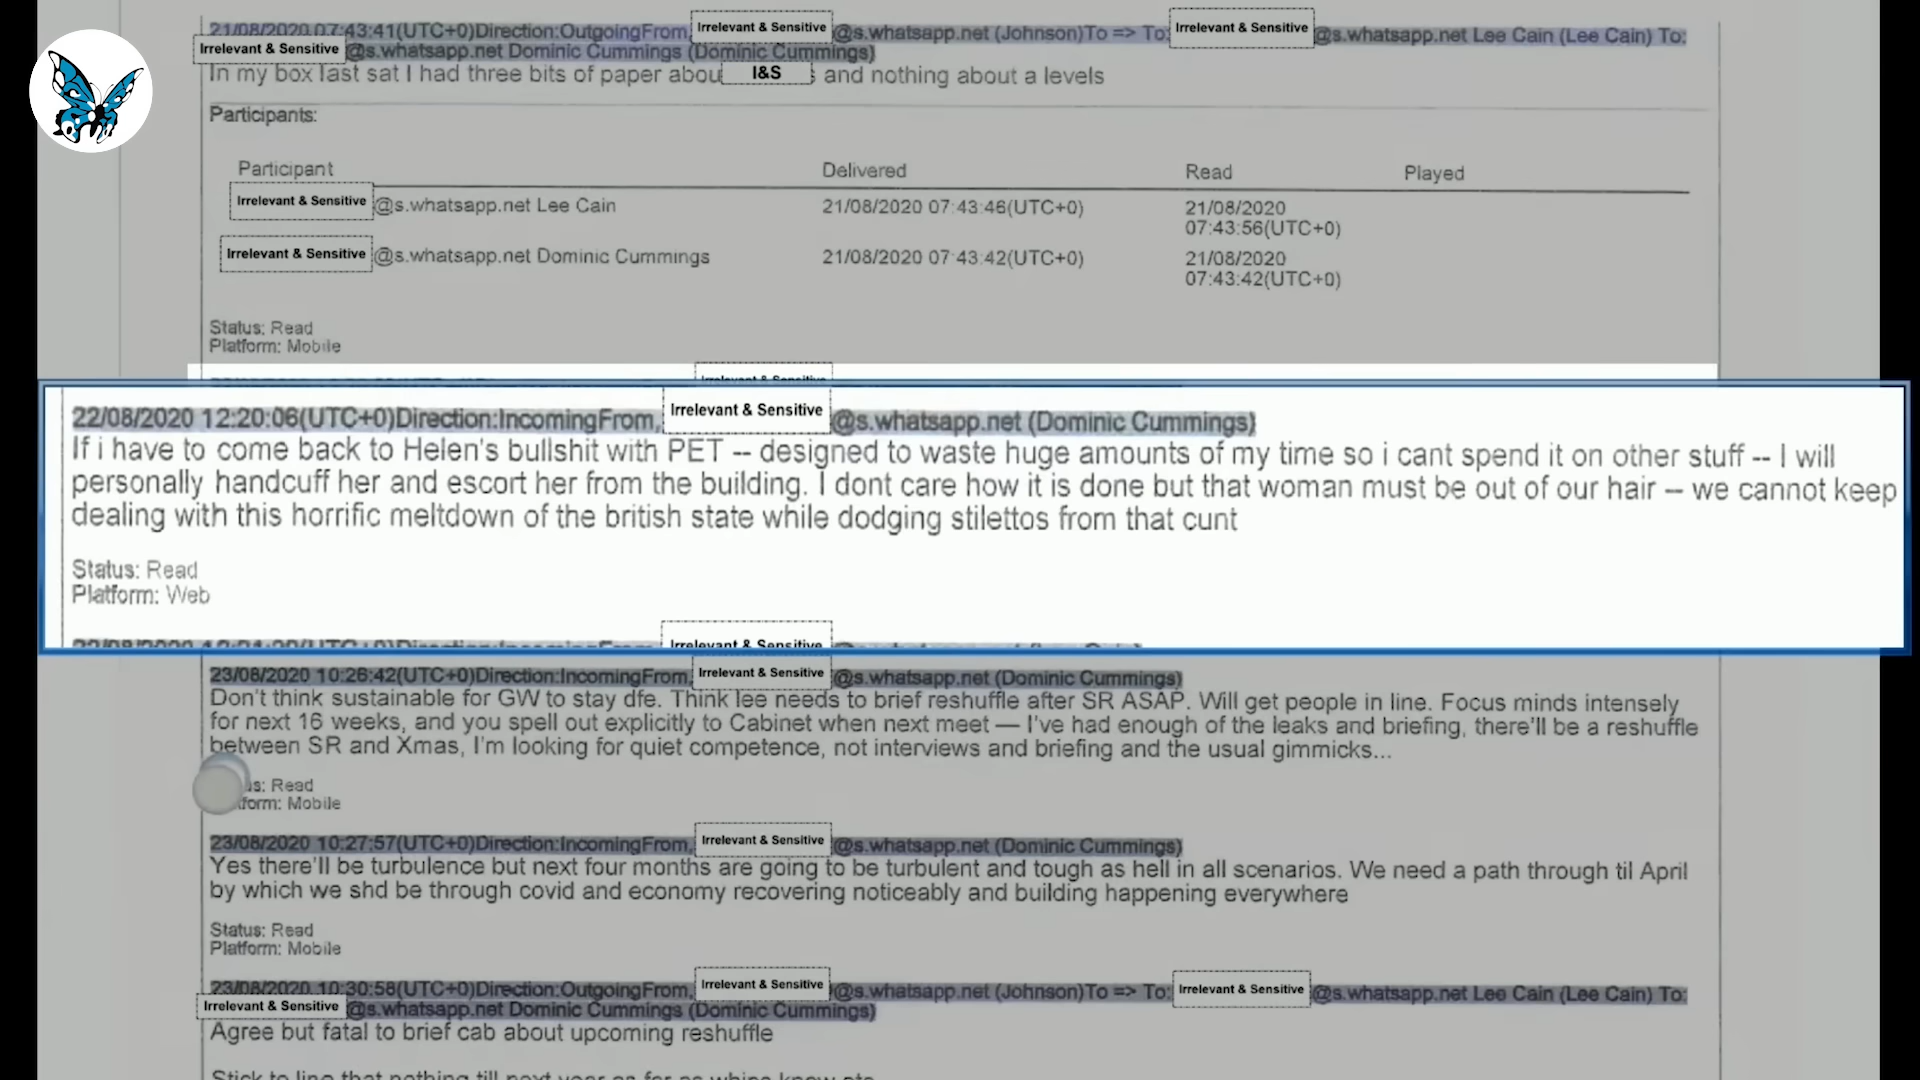 21/08/2020 07:43:41(UTC+0)Direction:OutgoingFrom, Irrelevant & Sensitive @s.whatsapp.net (Johnson)To => To: Irrelevant & Sensitive @s.whatsapp.net Lee Cain (Lee Cain) To:
Irrelevant & Sensitive @s.whatsapp.net Dominic Cummings (Dominic Cummings)
In my box last sat I had three bits of paper abou I&S s and nothing about a levels
Participants:
Participant Delivered Read Played
Irrelevant & Sensitive @s.whatsapp.net Lee Cain 21/08/2020 07:43:46(UTC+0) 21/08/2020
07:43:56(UTC+0)
Irrelevant & Sensitive @s.whatsapp.net Dominic Cummings 21/08/2020 07:43:42(UTC+0) 21/08/2020
07:43:42(UTC+0)
Status: Read
Platform: Mobile
Irrelevant & Sensitive
22/08/2020 12:20:06(UTC+0)Direction:IncomingFrom, Irrelevant & Sensitive @s.whatsapp.net (Dominic Cummings)
If i have to come back to Helen's bullshit with PET -- designed to waste huge amounts of my time so i cant spend it on other stuff -- I will
personally handcuff her and escort her from the building. I dont care how it is done but that woman must be out of our hair -- we cannot keep
dealing with this horrific meltdown of the british state while dodging stilettos from that cunt
Status: Read
Platform: Web
Irrelevant & Sensitive
23/08/2020 10:26:42(UTC+0)Direction:IncomingFrom, Irrelevant & Sensitive @s.whatsapp.net (Dominic Cummings)
Don't think sustainable for GW to stay dfe. Think lee needs to brief reshuffle after SR ASAP. Will get people in line. Focus minds intensely
for next 16 weeks, and you spell out explicitly to Cabinet when next meet — I've had enough of the leaks and briefing, there'll be a reshuffle
between SR and Xmas, I'm looking for quiet competence, not interviews and briefing and the usual gimmicks...
s: Read
form: Mobile
23/08/2020 10:27:57(UTC+0)Direction:IncomingFrom, Irrelevant & Sensitive @s.whatsapp.net (Dominic Cummings)
Yes there'll be turbulence but next four months are going to be turbulent and tough as hell in all scenarios. We need a path through til April
by which we shd be through covid and economy recovering noticeably and building happening everywhere
Status: Read
Platform: Mobile
23/08/2020 10:30:58(UTC+0)Direction:OutgoingFrom, Irrelevant & Sensitive @s.whatsapp.net (Johnson)To => To: Irrelevant & Sensitive @s.whatsapp.net Lee Cain (Lee Cain) To:
Irrelevant & Sensitive @s.whatsapp.net Dominic Cummings (Dominic Cummings)
Agree but fatal to brief cab about upcoming reshuffle
Stick to line that nothing till next year as far as